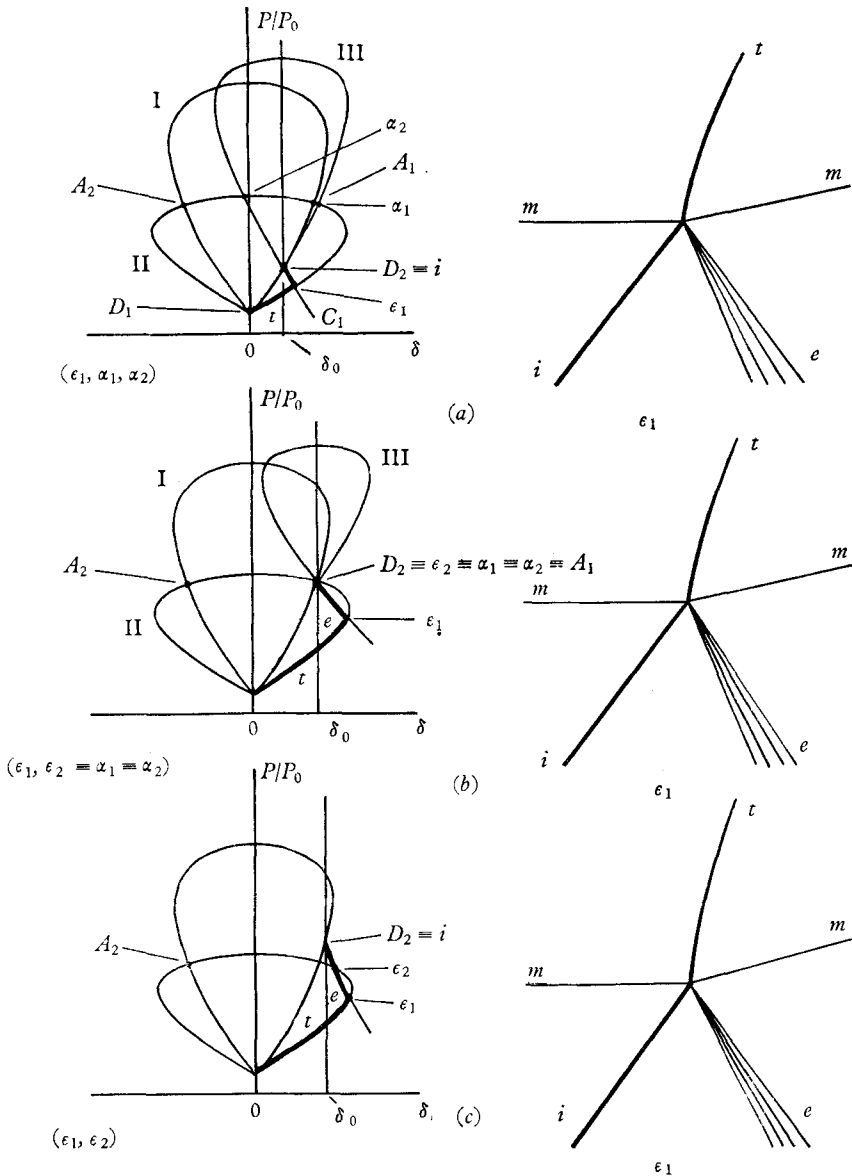 P/P₀
III
I
α₂
t
A₂
A₁
m
m
α₁
II
D₂ ≡ i
D₁
ϵ₁
t
C₁
0
δ₀
δ
i
e
(ϵ₁, α₁, α₂)
(a)
ϵ₁
P/P₀
t
III
I
A₂
D₂ ≡ ϵ₂ ≡ α₁ ≡ α₂ ≡ A₁
m
m
II
e
ϵ₁
t
0
δ₀
δ
i
e
(ϵ₁, ϵ₂ ≡ α₁ ≡ α₂)
(b)
ϵ₁
P/P₀
t
A₂
D₂ ≡ i
m
m
ϵ₂
e
ϵ₁
t
0
δ₀
δ
(c)
i
e
(ϵ₁, ϵ₂)
ϵ₁